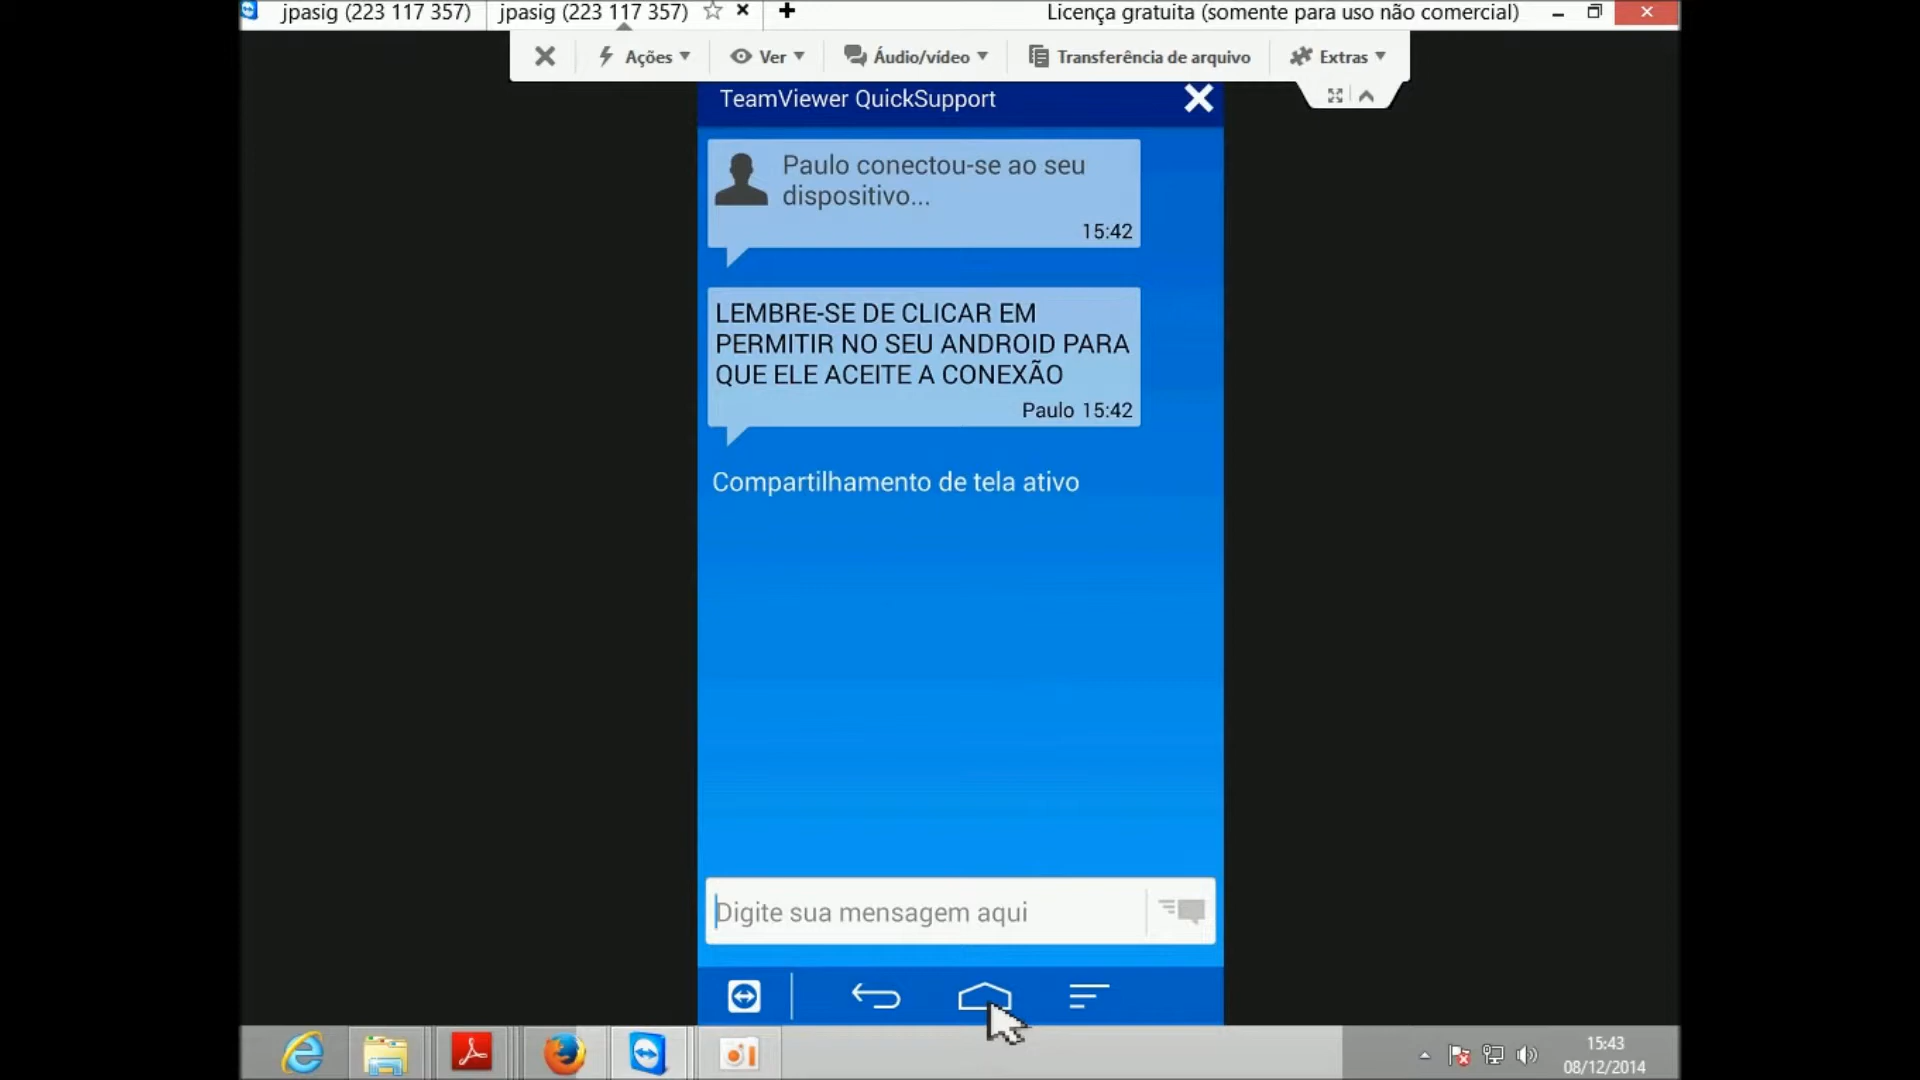 jpasig (223 117 357)
jpasig (223 117 357)
Licença gratuita (somente para uso não comercial)
Ações
Ver
Áudio/vídeo
Transferência de arquivo
Extras
TeamViewer QuickSupport
Paulo conectou-se ao seu
dispositivo...
15:42
LEMBRE-SE DE CLICAR EM
PERMITIR NO SEU ANDROID PARA
QUE ELE ACEITE A CONEXÃO
Paulo 15:42
Compartilhamento de tela ativo
Digite sua mensagem aqui
15:43
08/12/2014